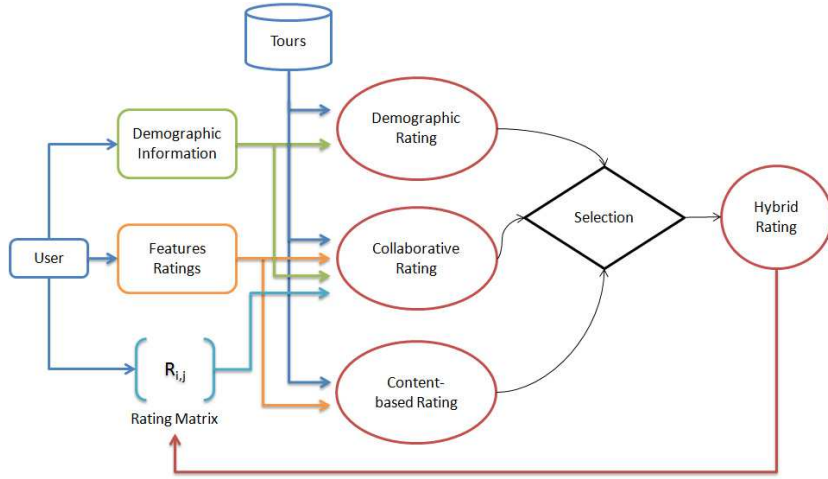 Tours
Demographic
Information
Demographic
Rating
User
Features
Ratings
Collaborative
Rating
Selection
Hybrid
Rating
R i,j
Rating Matrix
Content-
based Rating